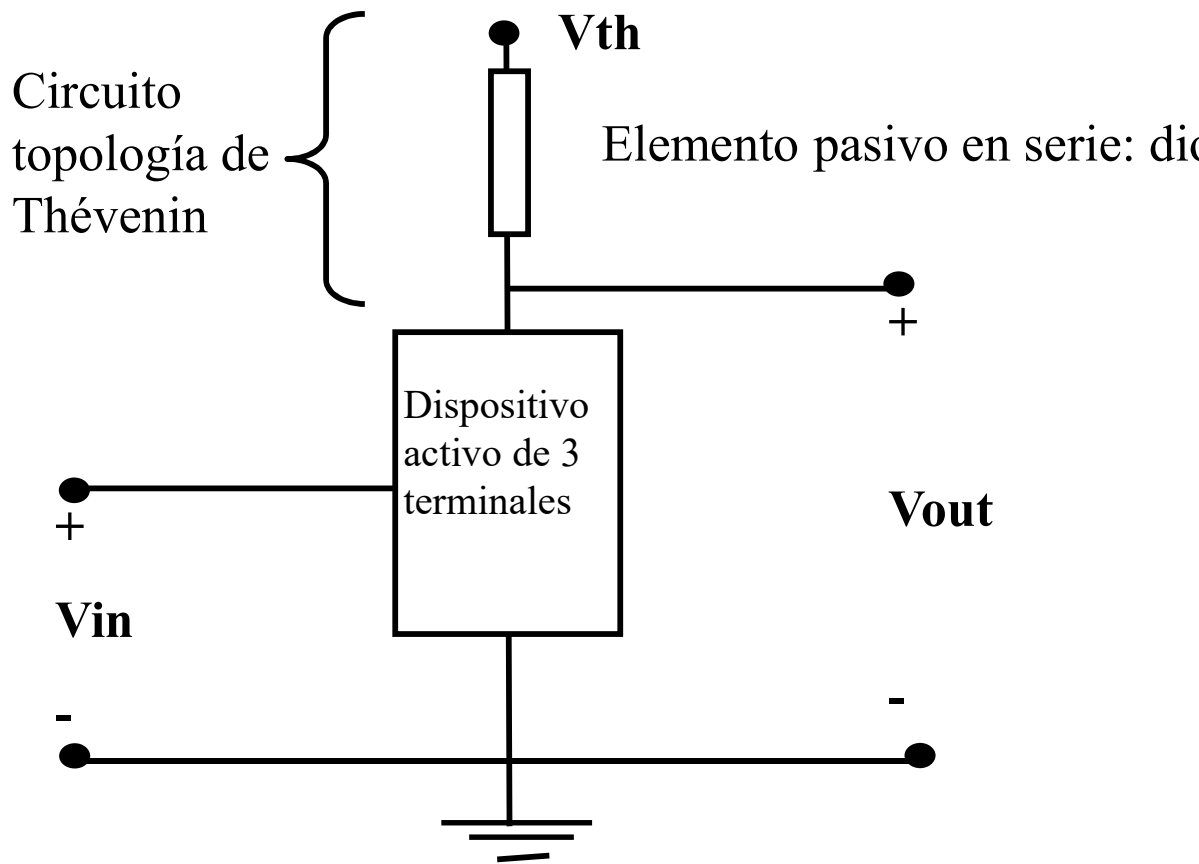 Vth
Circuito
topología de
Thévenin
Elemento pasivo en serie:
+
Dispositivo
activo de 3
terminales
+
Vout
Vin
-
-